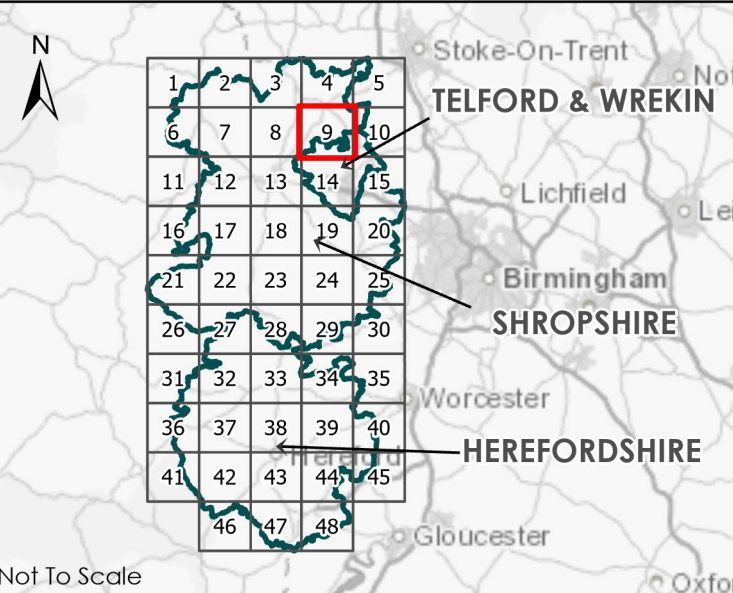 N
Stoke-On-Trent
1 2 3 4 5
TELFORD & WREKIN
6 7 8 9 10
11 12 13 14 15
Lichfield
16 17 18 19 20
21 22 23 24 25
Birmingham
SHROPSHIRE
26 27 28 29 30
31 32 33 34 35
Worcester
36 37 38 39 40
HEREFORDSHIRE
Hereford
41 42 43 44 45
46 47 48
Gloucester
Not To Scale